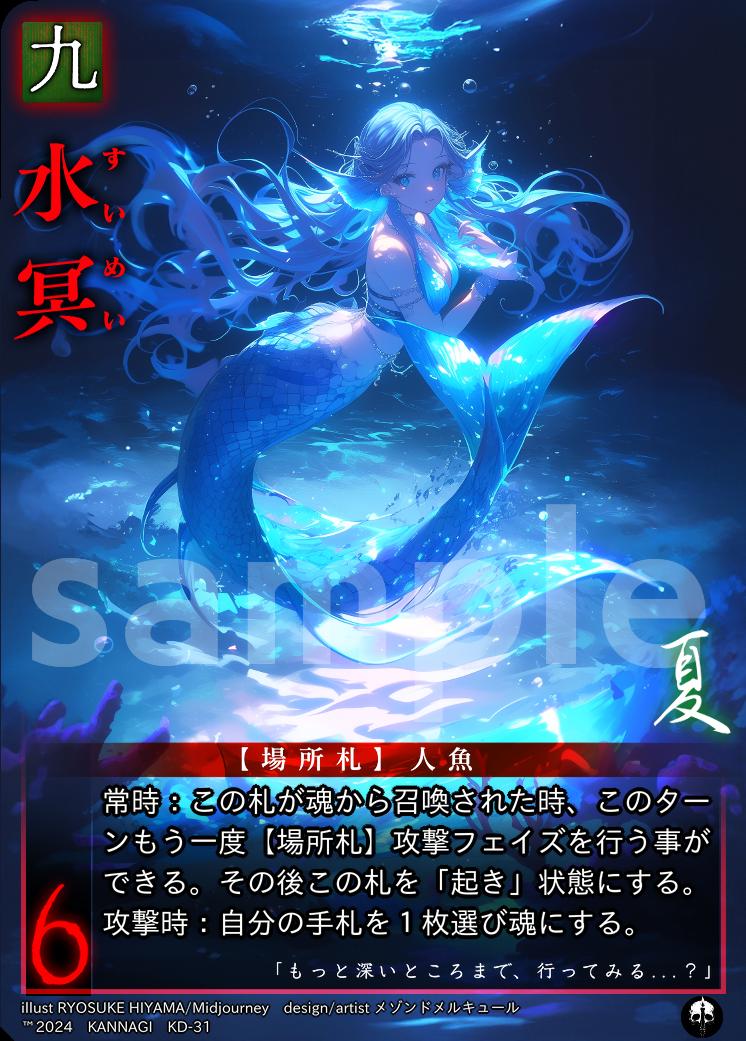 九
水冥
すいめい
sample
夏
【場所札】人魚
常時：この札が魂から召喚された時、このター
ンもう一度【場所札】攻撃フェイズを行う事が
できる。その後この札を「起き」状態にする。
攻撃時：自分の手札を１枚選び魂にする。
6
「もっと深いところまで、行ってみる...？」
illust RYOSUKE HIYAMA/Midjourney design/artist メゾンドメルキュール
™2024 KANNAGI KD-31